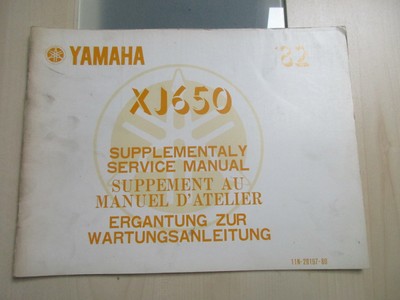 YAMAHA
'82
XJ650
SUPPLEMENTALY
SERVICE MANUAL
SUPPEMENT AU
MANUEL D'ATELIER
ERGANTUNG ZUR
WARTUNGSANLEITUNG
11N-28197-80